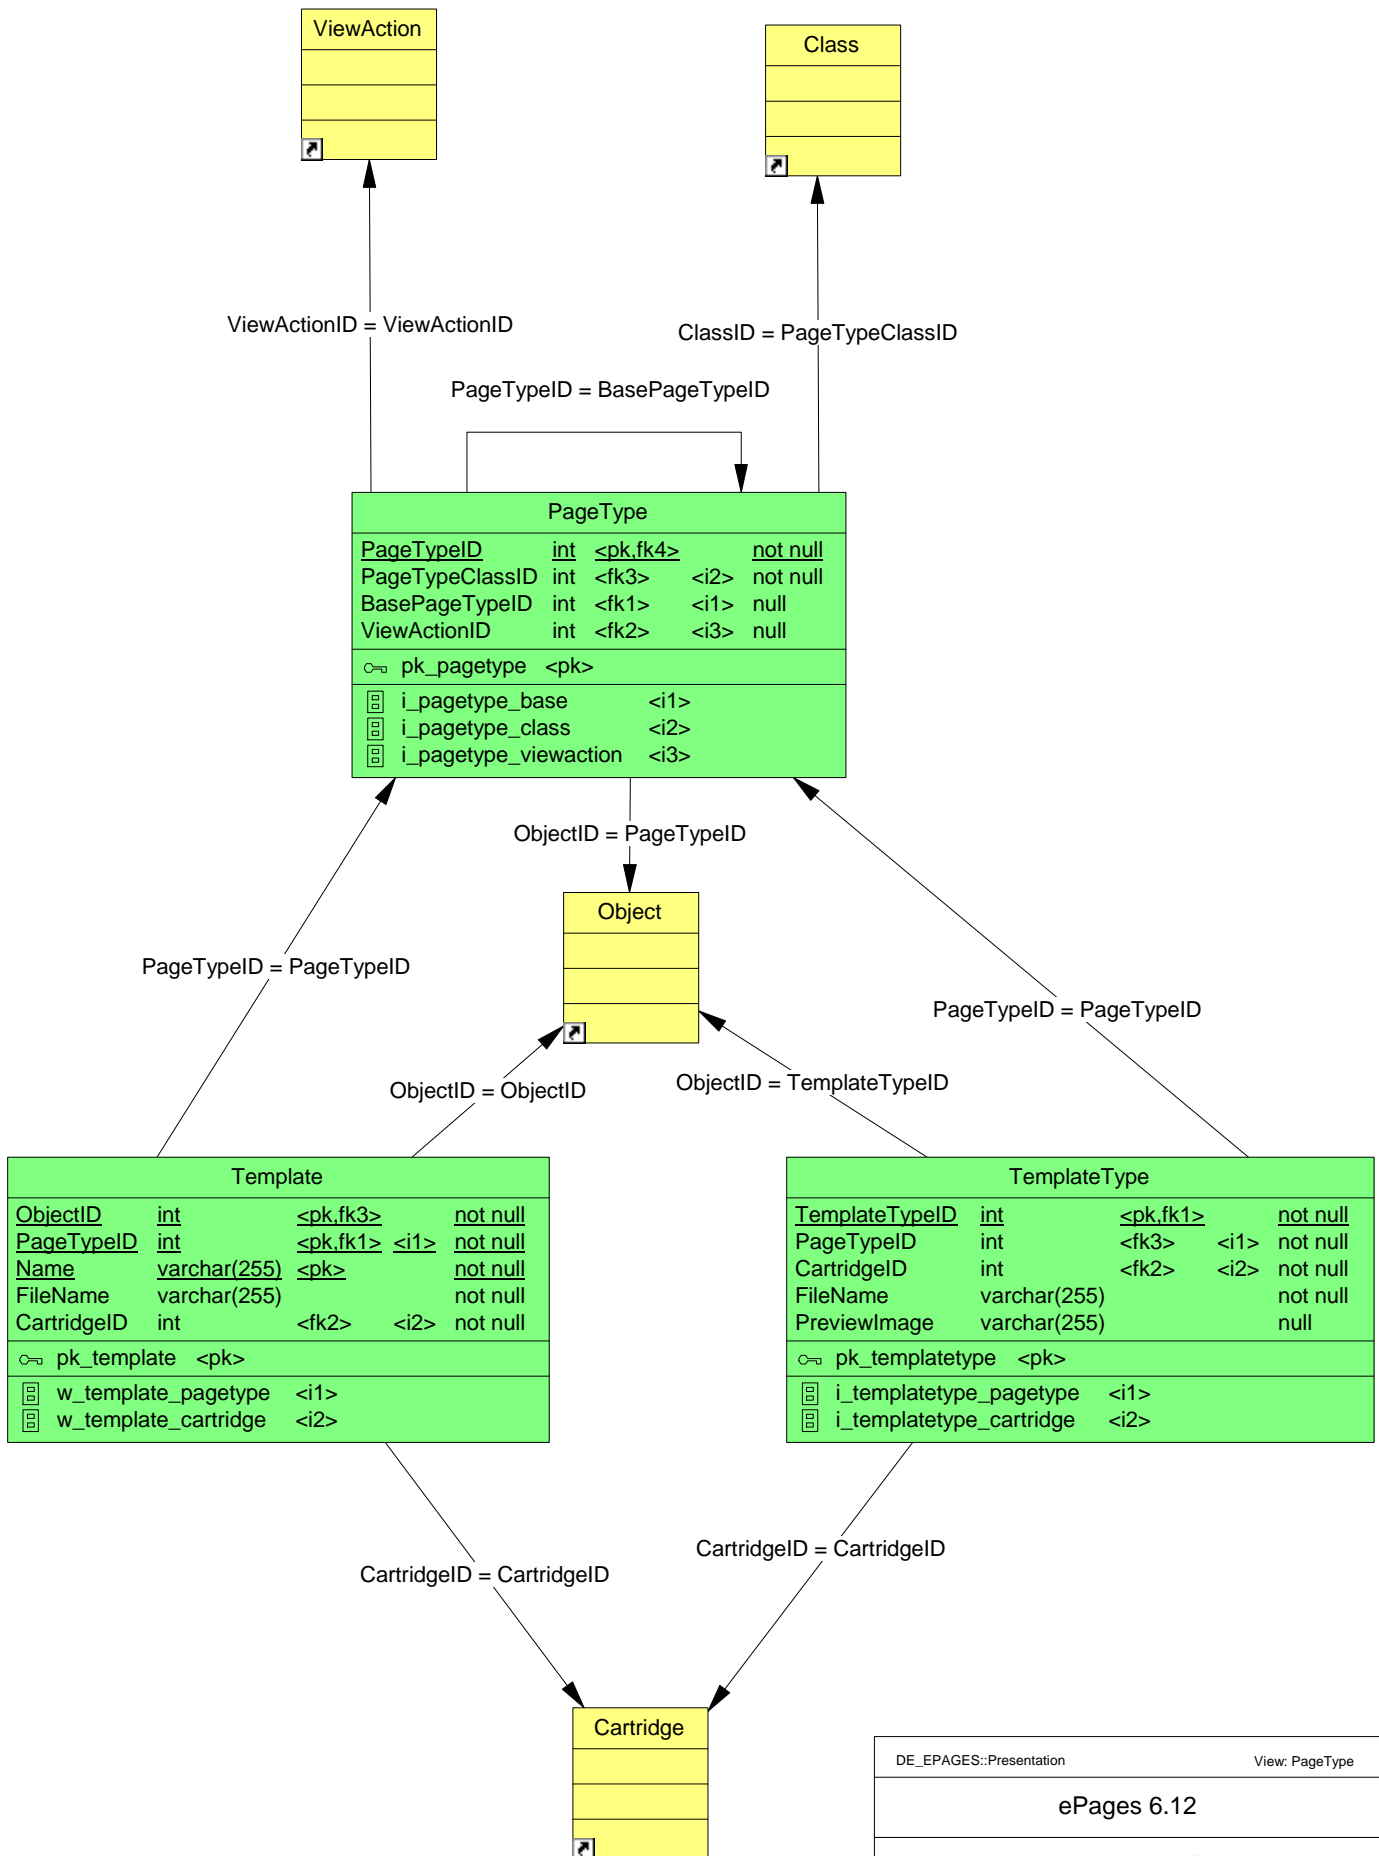 ViewAction
Class
ViewActionID = ViewActionID
ClassID = PageTypeClassID
PageTypeID = BasePageTypeID
PageType
PageTypeID int <pk,fk4> not null
PageTypeClassID int <fk3> <i2> not null
BasePageTypeID int <fk1> <i1> null
ViewActionID int <fk2> <i3> null
pk_pagetype <pk>
i_pagetype_base <i1>
i_pagetype_class <i2>
i_pagetype_viewaction <i3>
ObjectID = PageTypeID
Object
PageTypeID = PageTypeID
PageTypeID = PageTypeID
ObjectID = ObjectID
ObjectID = TemplateTypeID
Template
ObjectID int <pk,fk3> not null
PageTypeID int <pk,fk1> <i1> not null
Name varchar(255) <pk> not null
FileName varchar(255) not null
CartridgeID int <fk2> <i2> not null
pk_template <pk>
w_template_pagetype <i1>
w_template_cartridge <i2>
TemplateType
TemplateTypeID int <pk,fk1> not null
PageTypeID int <fk3> <i1> not null
CartridgeID int <fk2> <i2> not null
FileName varchar(255) not null
PreviewImage varchar(255) null
pk_templatetype <pk>
i_templatetype_pagetype <i1>
i_templatetype_cartridge <i2>
CartridgeID = CartridgeID
CartridgeID = CartridgeID
Cartridge
DE_EPAGES::Presentation View: PageType
ePages 6.12